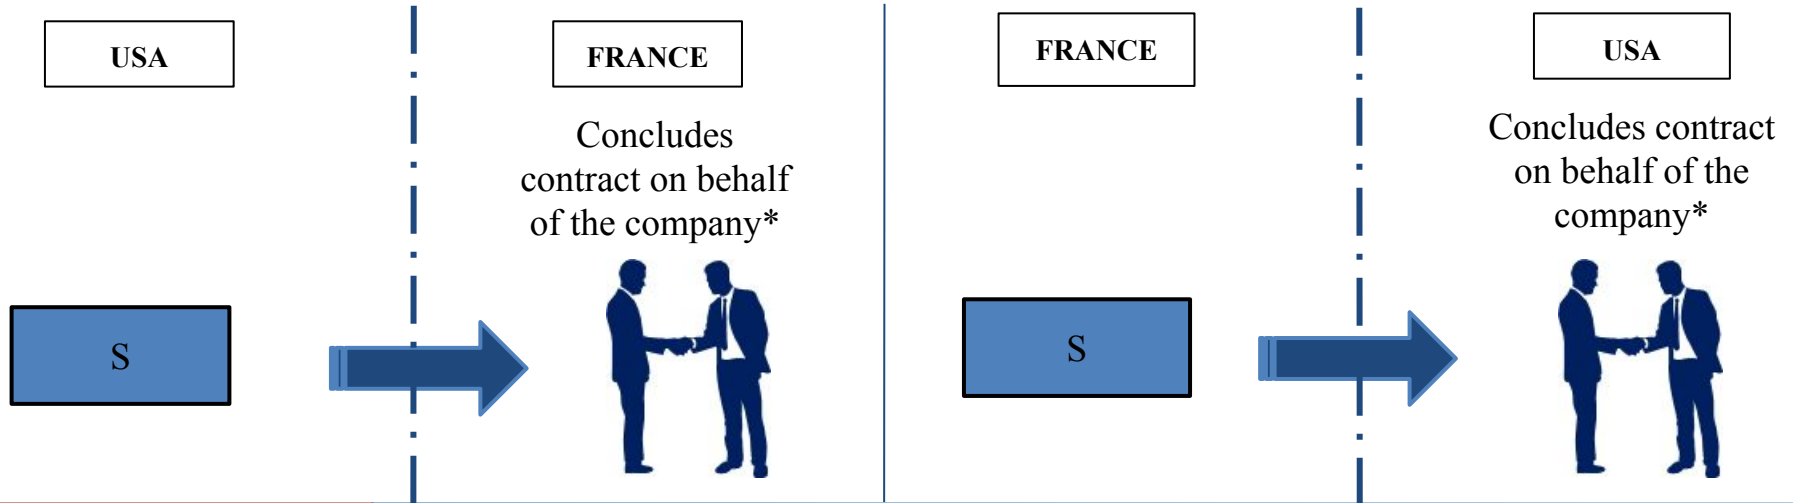 USA
FRANCE
Concludes
contract on behalf
of the company*
S
FRANCE
USA
Concludes contract
on behalf of the
company*
S